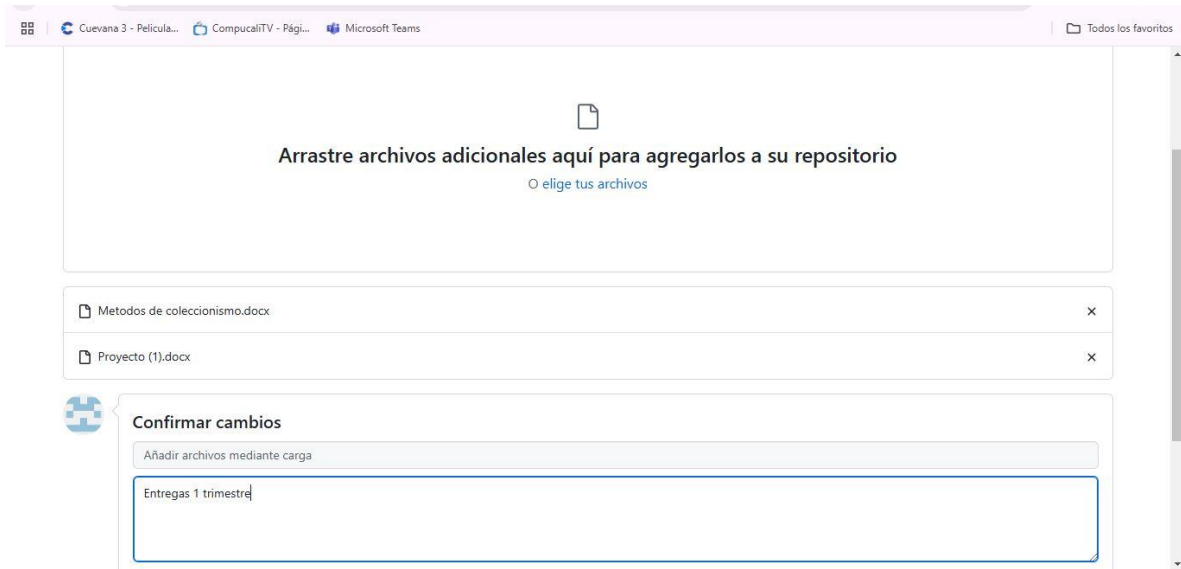 Cuevana 3 - Pelicula... CompucaliTV - Pági... Microsoft Teams Todos los favoritos
Arrastre archivos adicionales aquí para agregarlos a su repositorio
O elige tus archivos
Metodos de coleccionismo.docx
Proyecto (1).docx
Confirmar cambios
Añadir archivos mediante carga
Entregas 1 trimestre